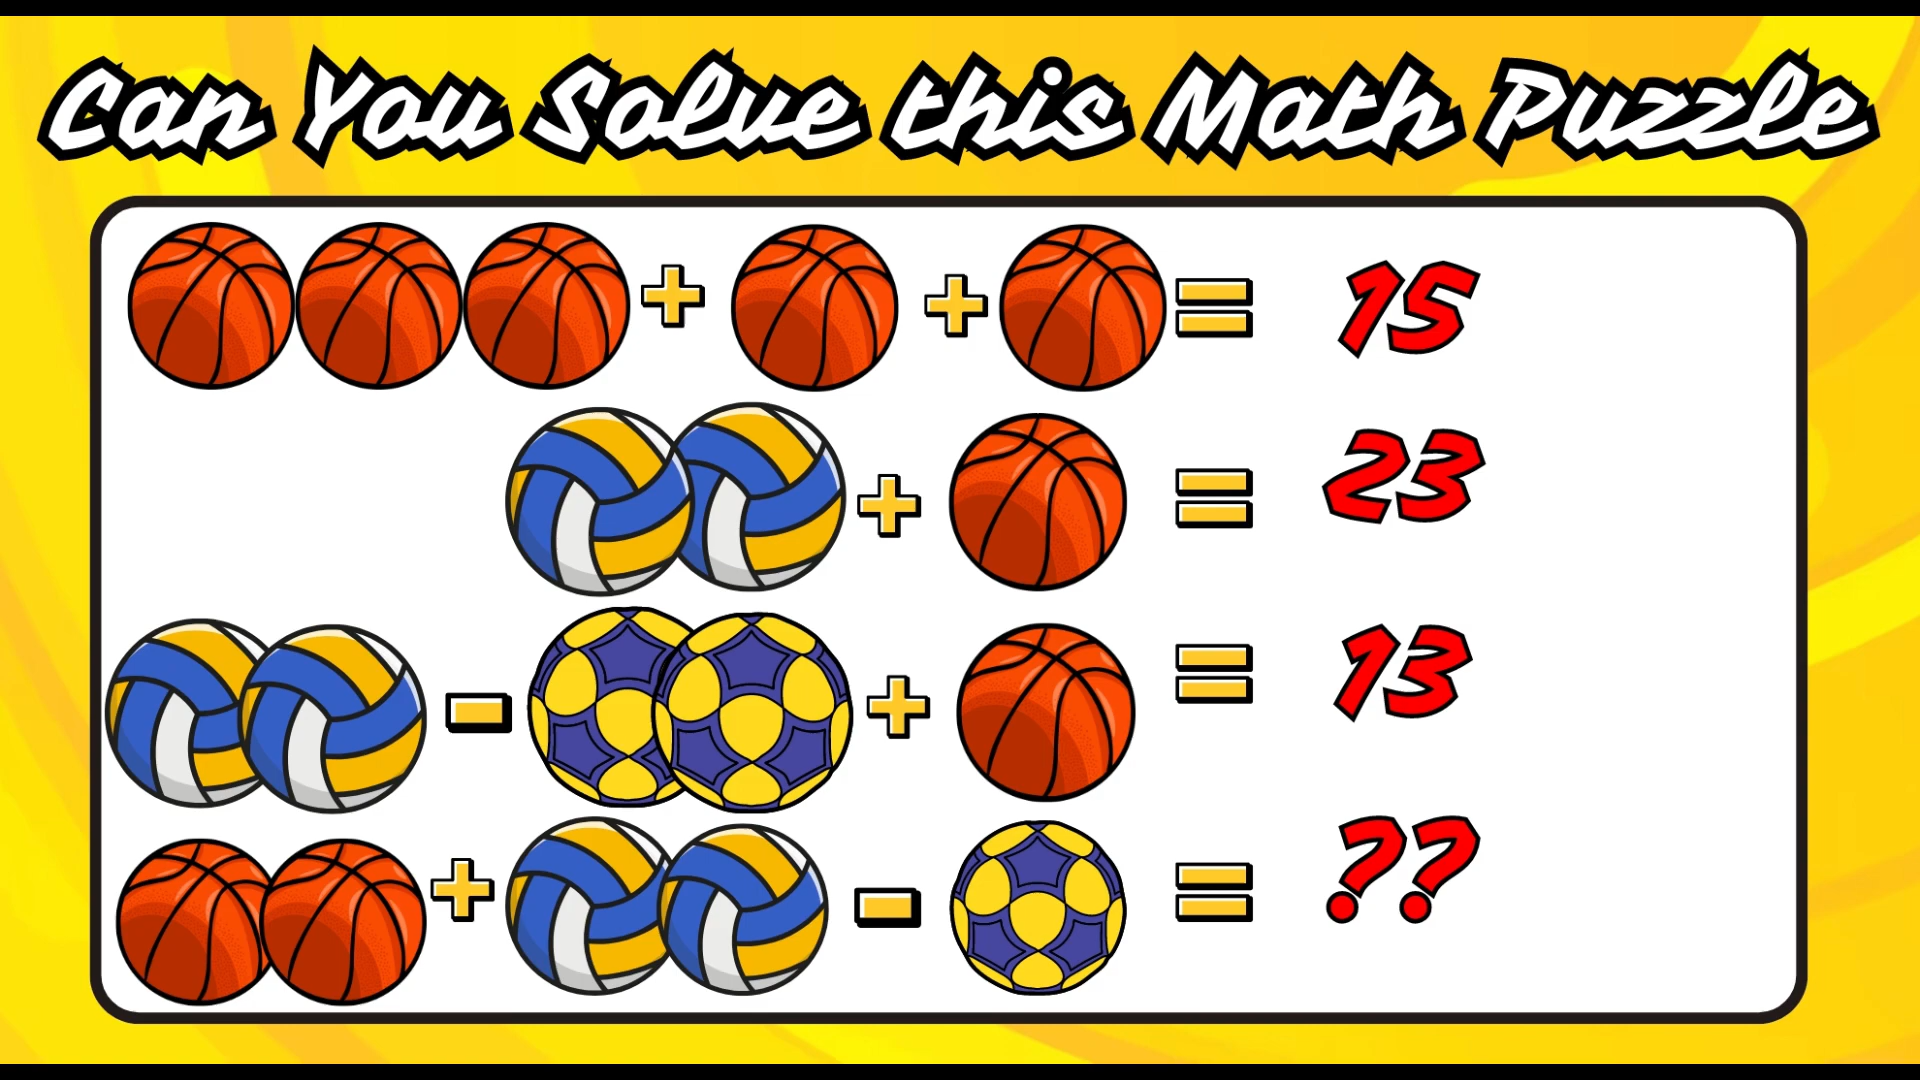 Can You Solve this Math Puzzle
+ + = 15
+ = 23
- + = 13
+ - = ??